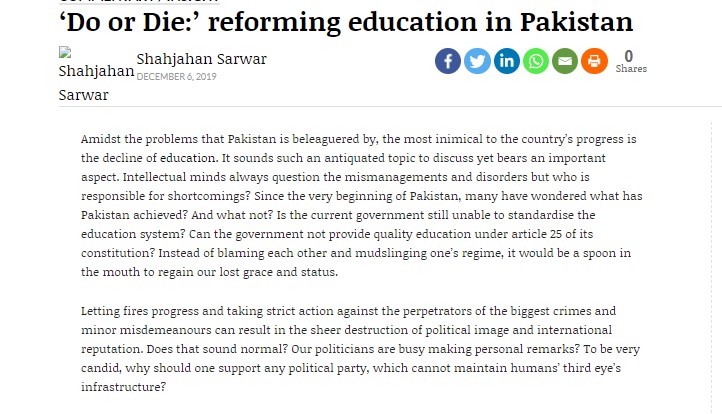 'Do or Die:' reforming education in Pakistan
Shahjahan Sarwar
Shahjahan Sarwar
DECEMBER 6, 2019
0
Shares
Amidst the problems that Pakistan is beleaguered by, the most inimical to the country's progress is
the decline of education. It sounds such an antiquated topic to discuss yet bears an important
aspect. Intellectual minds always question the mismanagements and disorders but who is
responsible for shortcomings? Since the very beginning of Pakistan, many have wondered what has
Pakistan achieved? And what not? Is the current government still unable to standardise the
education system? Can the government not provide quality education under article 25 of its
constitution? Instead of blaming each other and mudslinging one's regime, it would be a spoon in
the mouth to regain our lost grace and status.
Letting fires progress and taking strict action against the perpetrators of the biggest crimes and
minor misdemeanours can result in the sheer destruction of political image and international
reputation. Does that sound normal? Our politicians are busy making personal remarks? To be very
candid, why should one support any political party, which cannot maintain humans' third eye's
infrastructure?